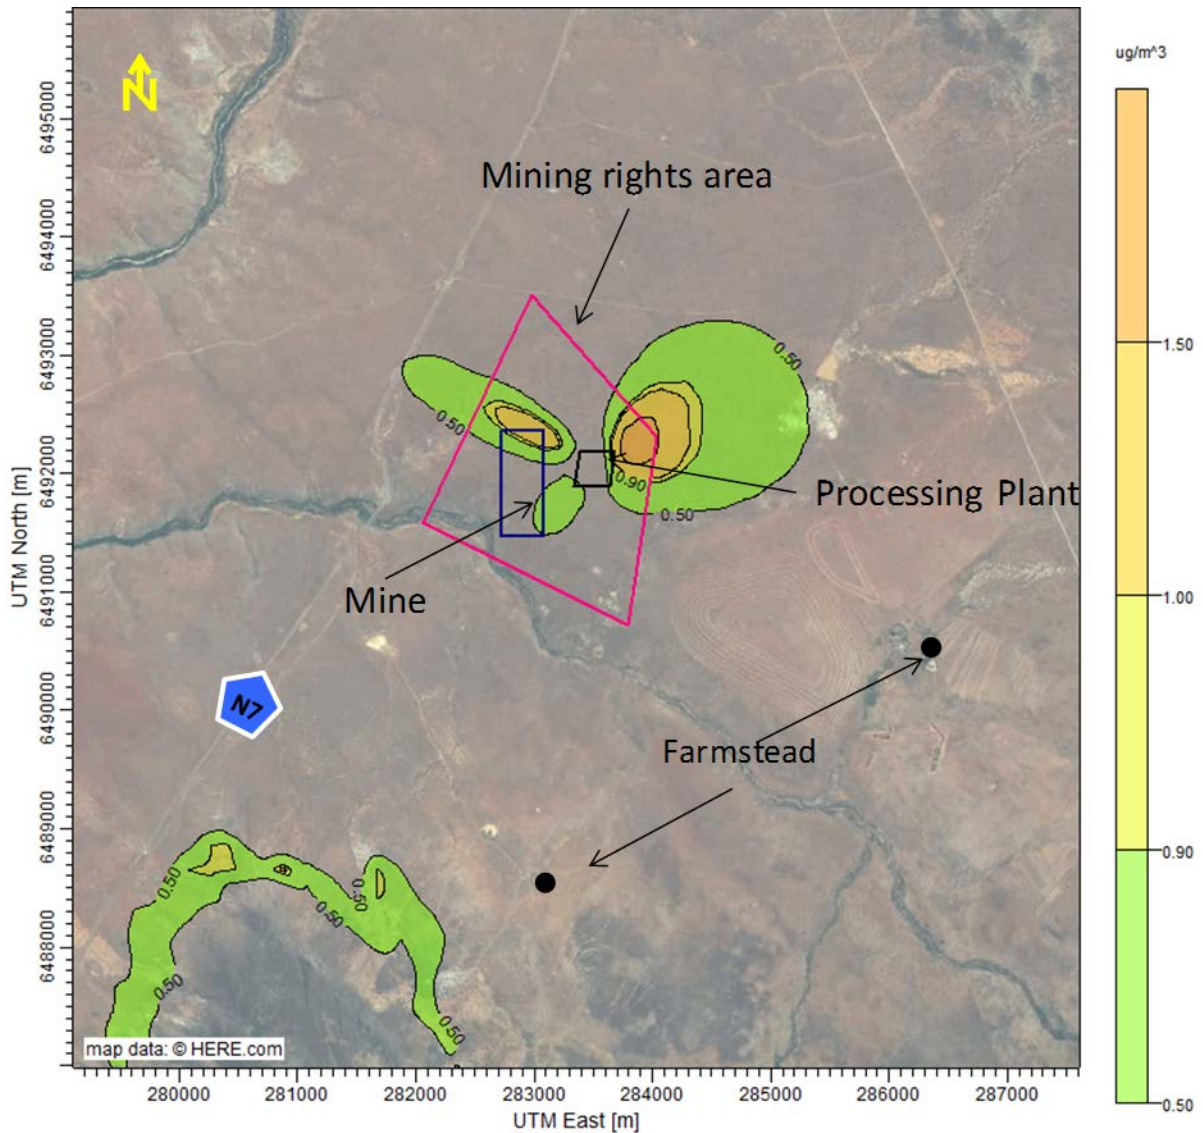 ug/m^3
N
6495000
Mining rights area
6494000
1.50
6493000
0.50
0.50
6492000
0.90
Processing Plant
0.50
UTM North [m]
Mine
6491000
1.00
N7
6490000
Farmstead
6489000
0.90
0.50
0.50
0.50
6488000
0.50
0.50
map data: © HERE.com
0.50
280000 281000 282000 283000 284000 285000 286000 287000
UTM East [m]